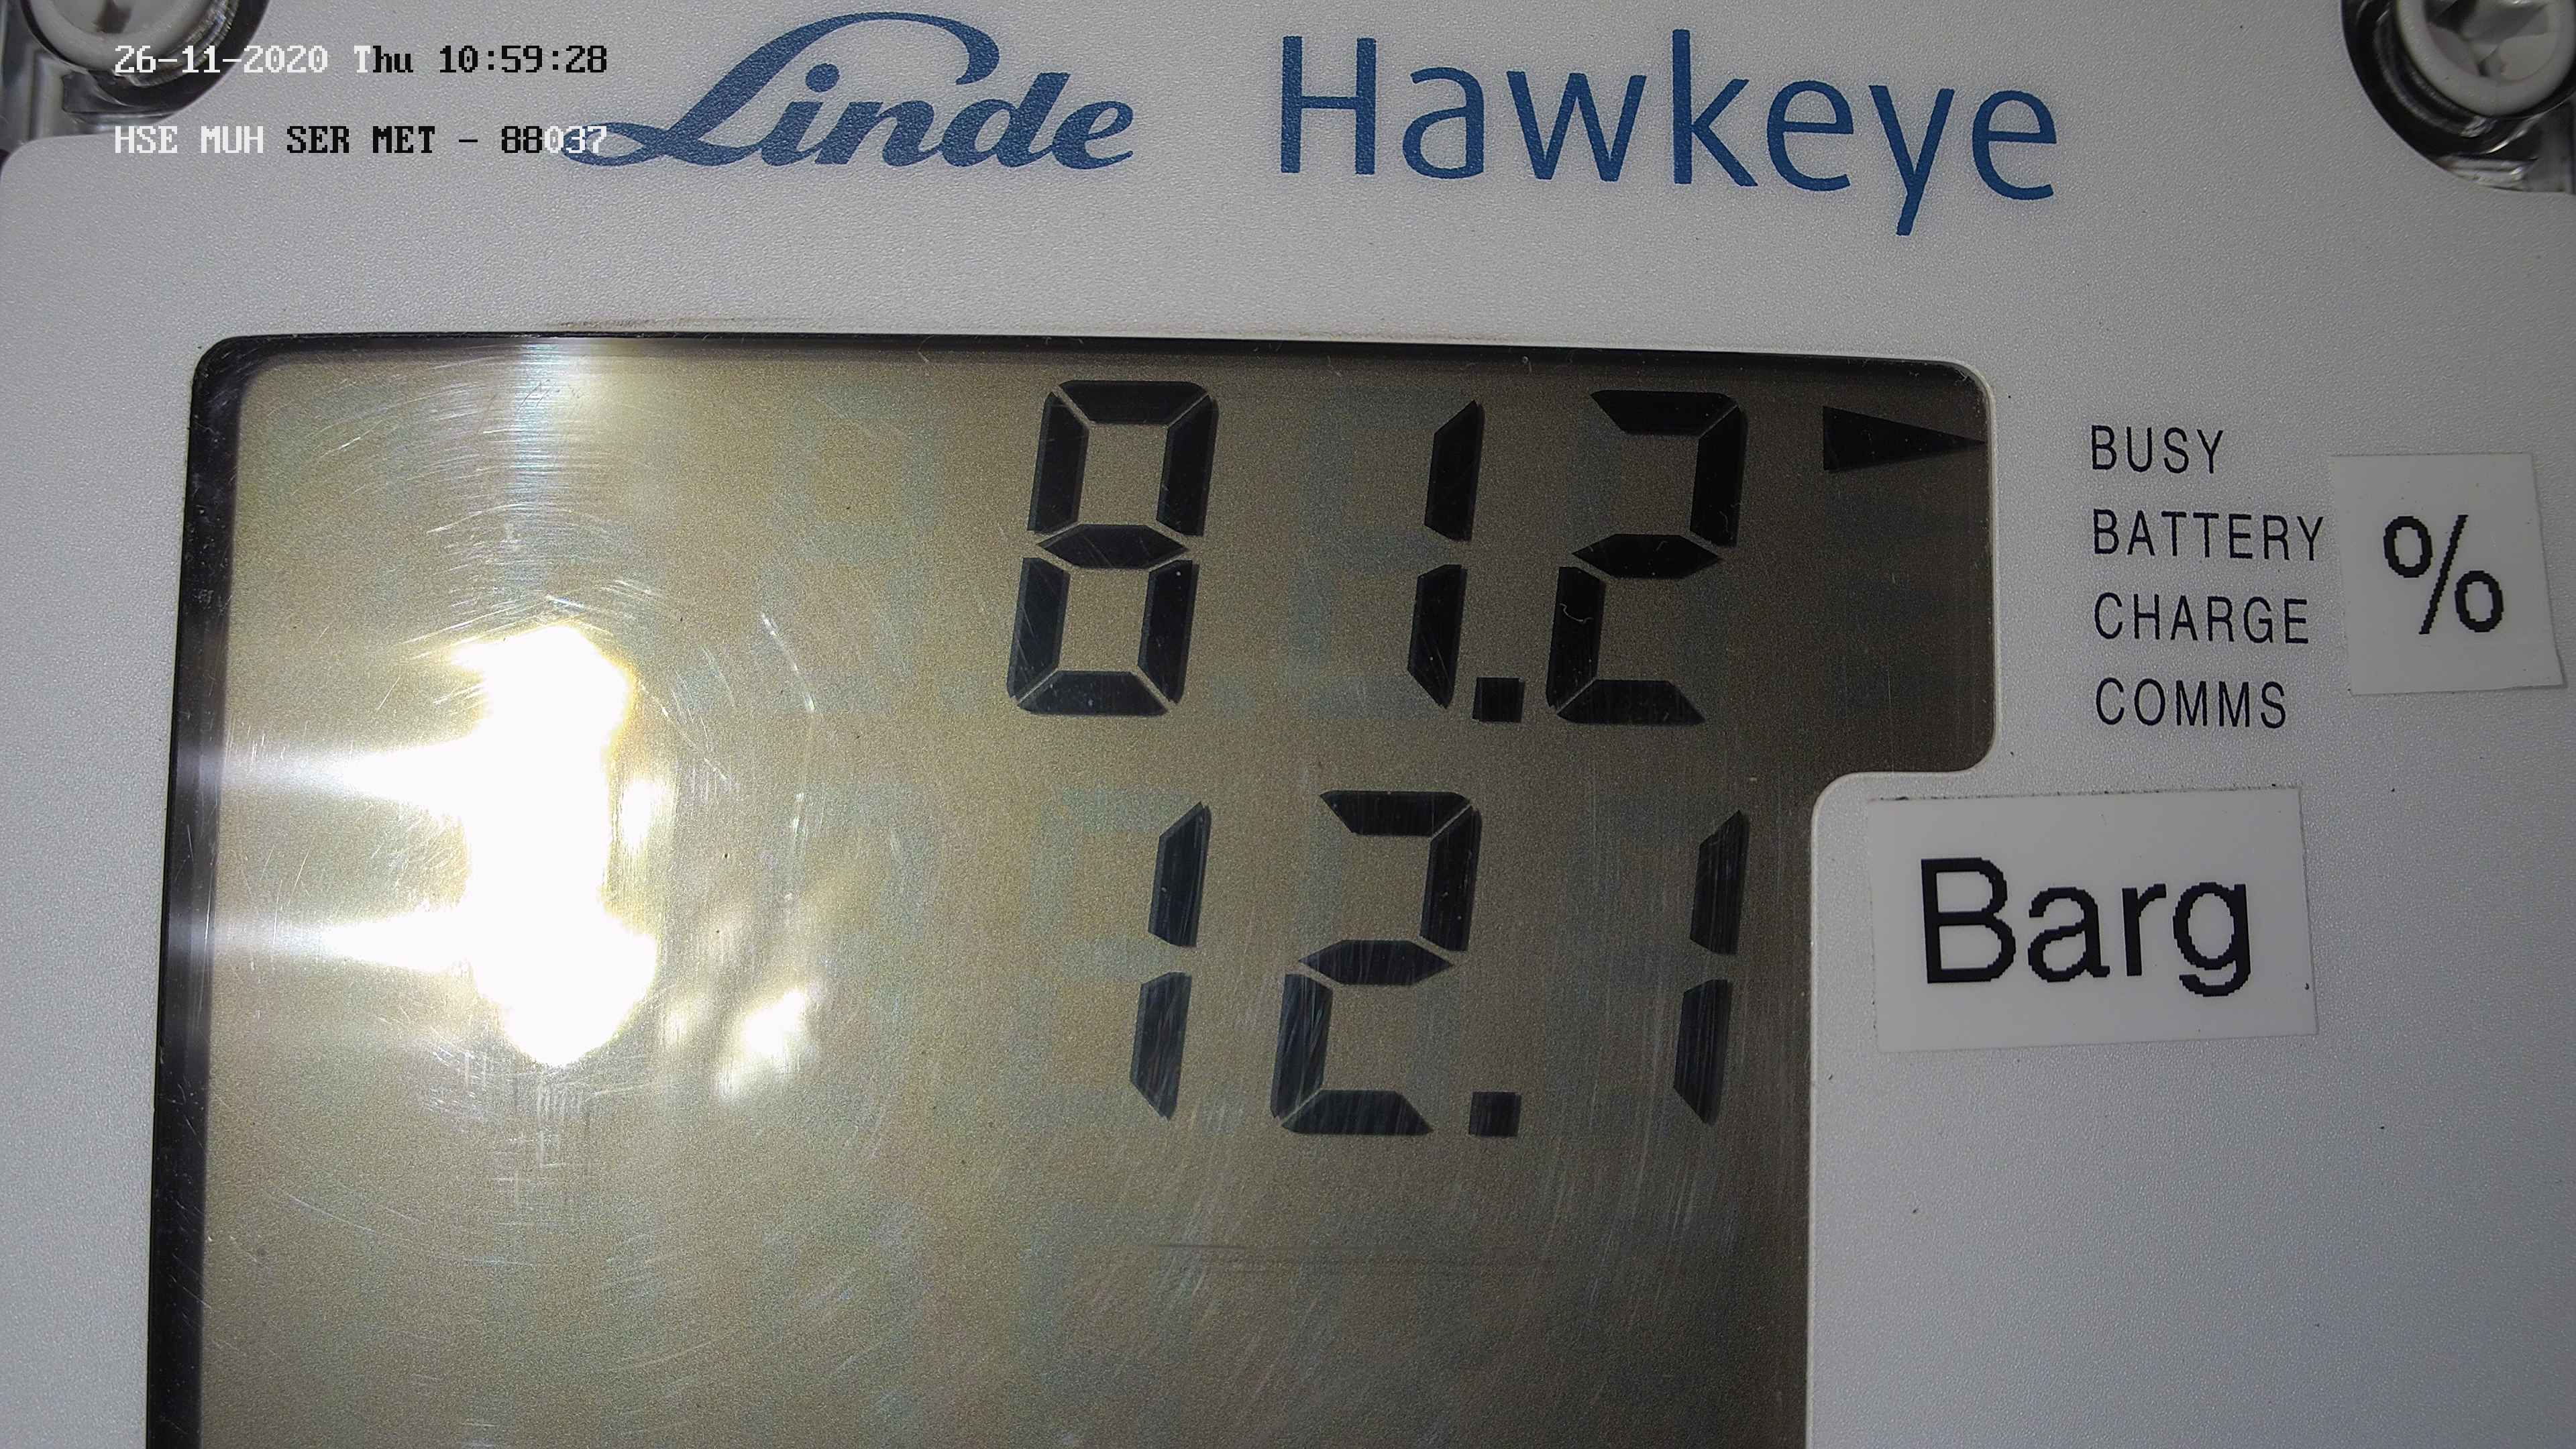 26-11-2020 Thu 10:59:28
HSE MUH SER MET - 88037
Linde Hawkeye
81.2
BUSY
BATTERY
CHARGE
COMMS
%
12.1
Barg